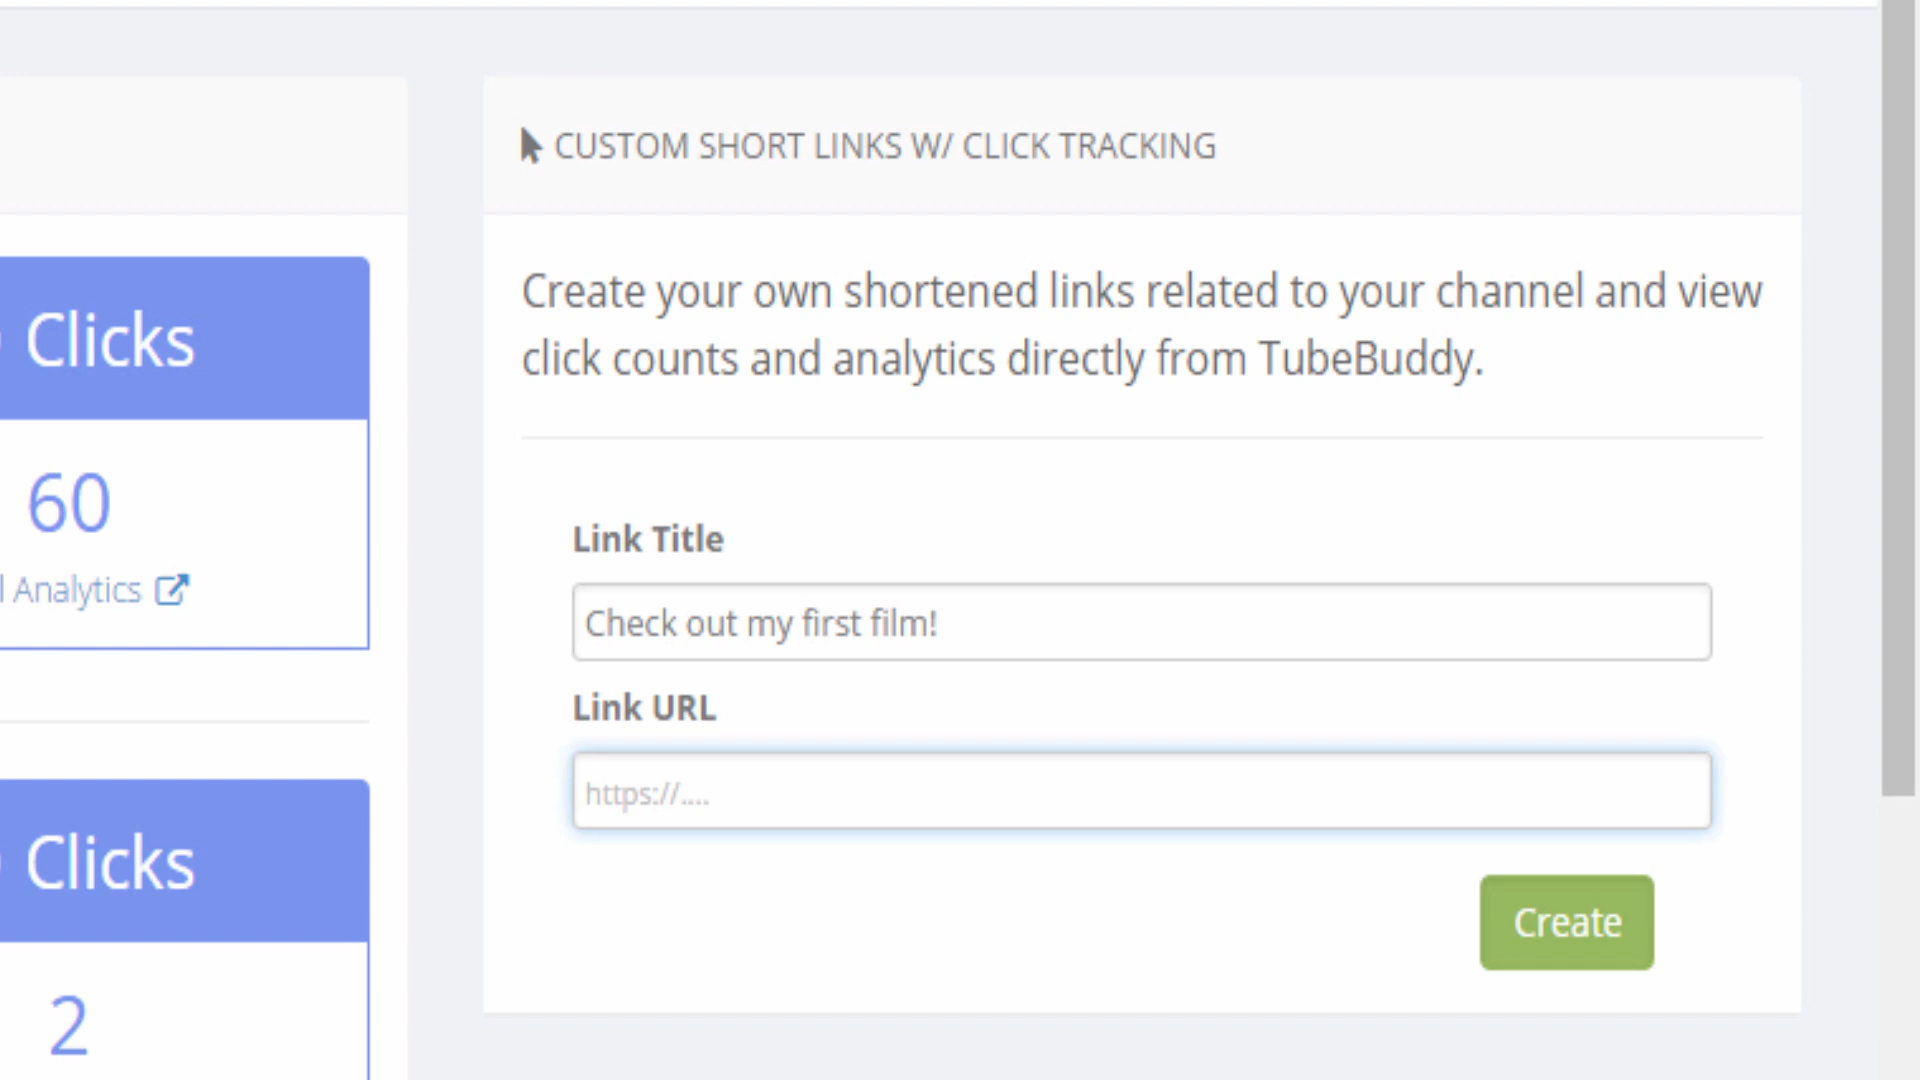 Clicks
60
Analytics
Clicks
2
CUSTOM SHORT LINKS W/ CLICK TRACKING
Create your own shortened links related to your channel and view
click counts and analytics directly from TubeBuddy.
Link Title
Check out my first film!
Link URL
https://....
Create